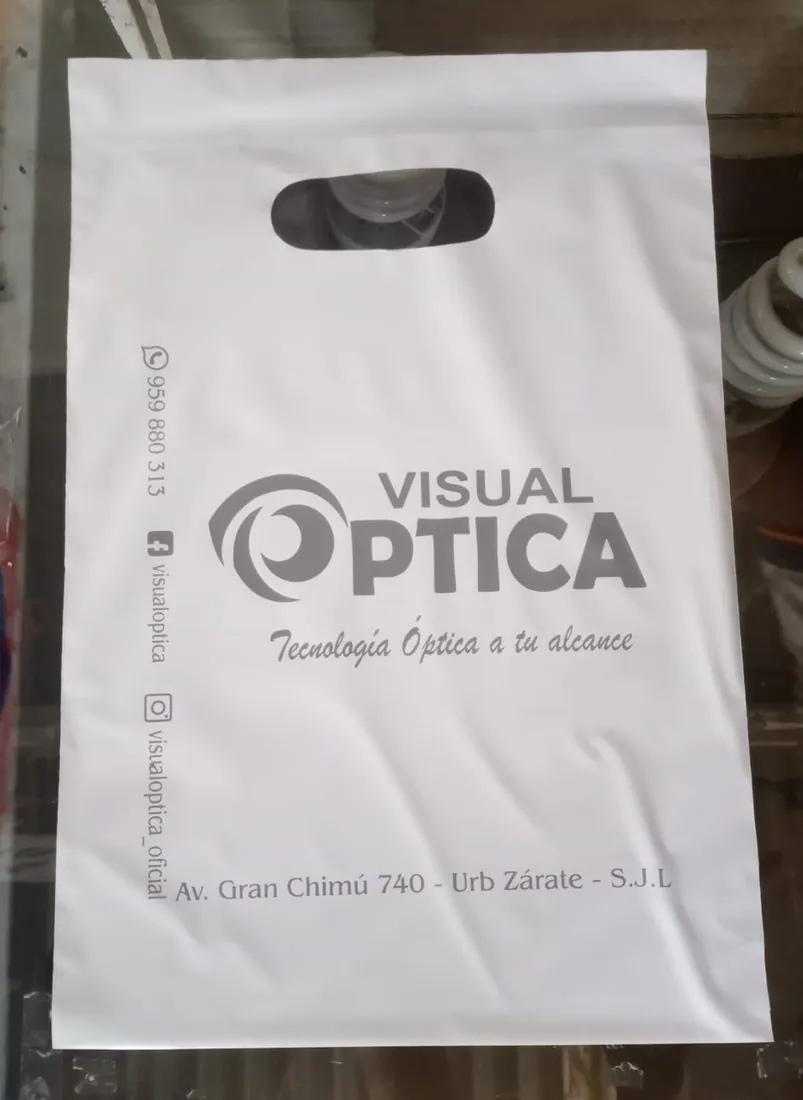 VISUAL
OPTICA
Tecnología Óptica a tu alcance
959 880 313
visualoptica
visualoptica_oficial
Av. Gran Chimú 740 - Urb Zárate - S.J.L